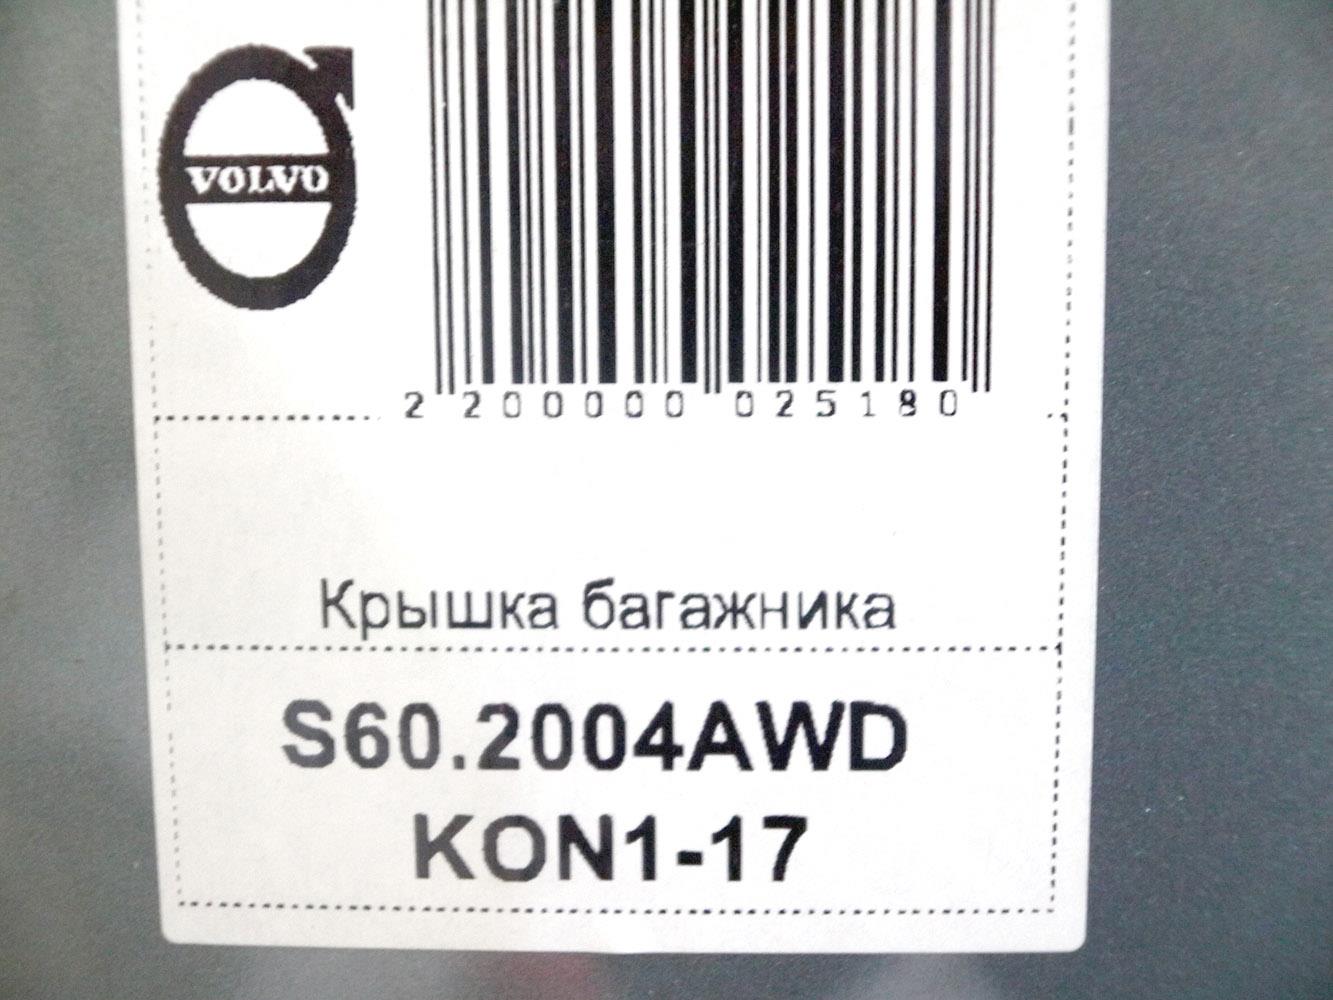 VOLVO
2 200000 025180
Крышка багажника
S60.2004AWD
KON1-17